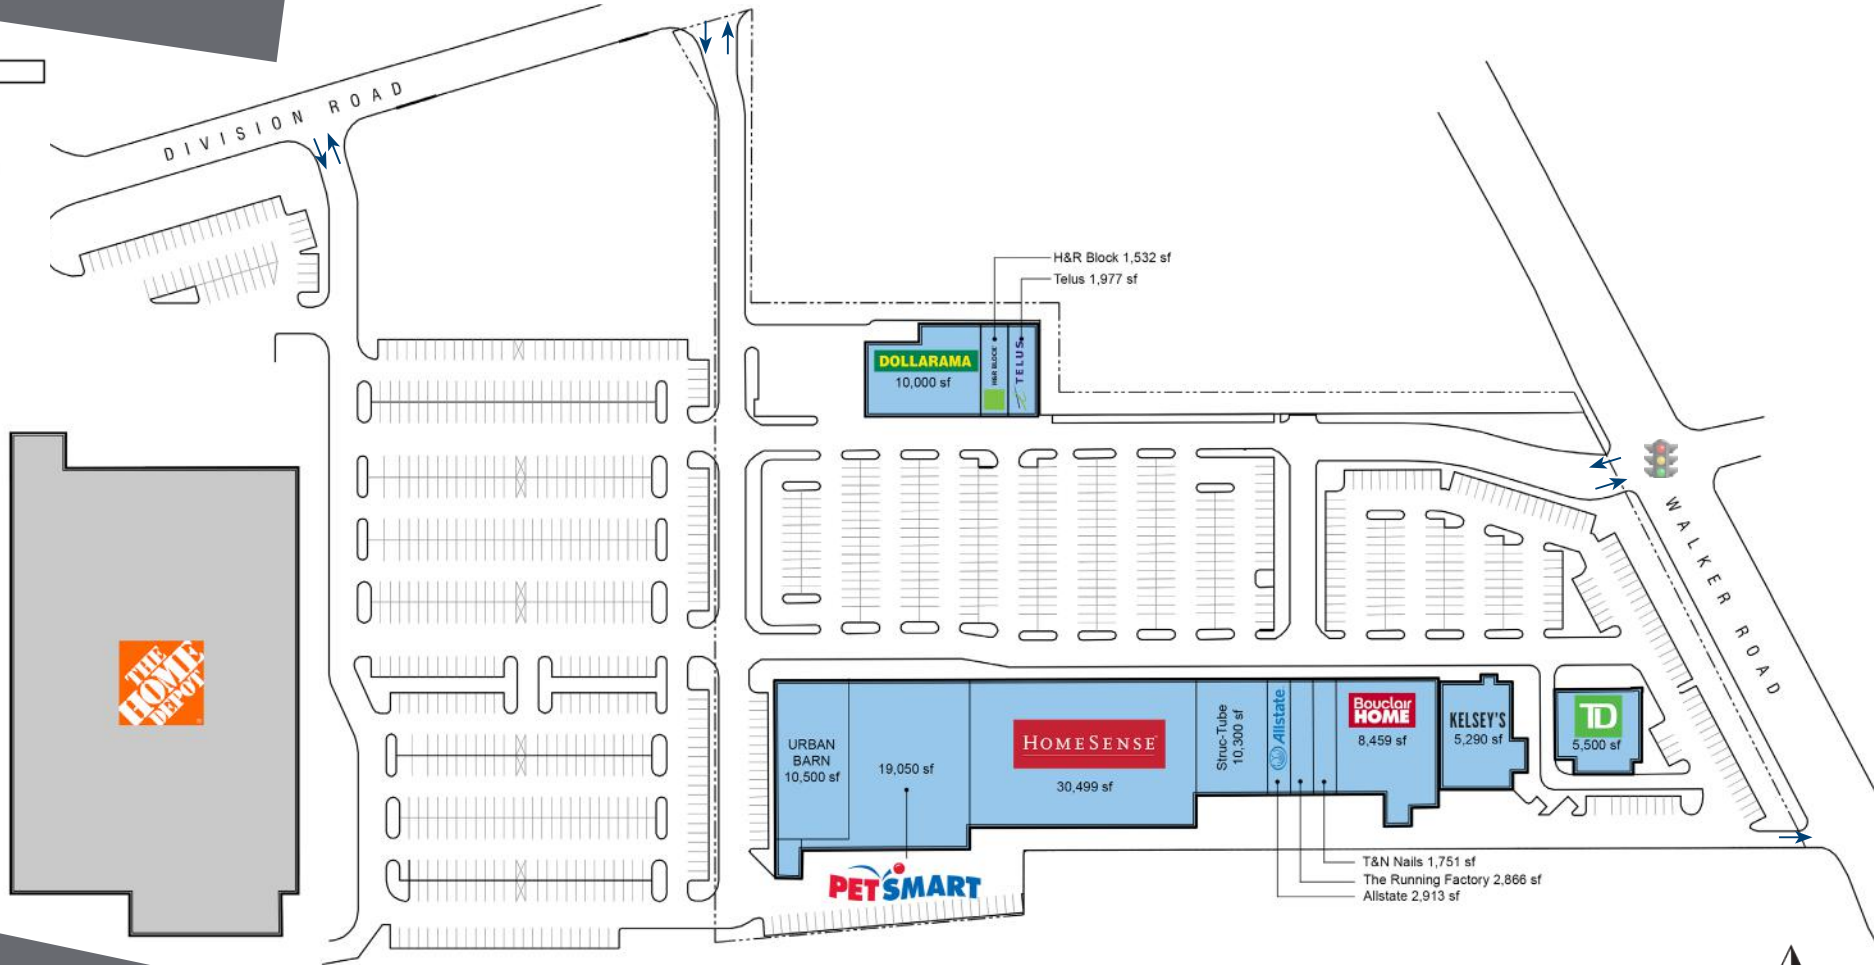 DIVISION ROAD
H&R Block 1,532 sf
Telus 1,977 sf
DOLLARAMA
10,000 sf
H&R BLOCK
TELUS
WALKER ROAD
THE
HOME
DEPOT
URBAN
BARN
10,500 sf
19,050 sf
HOMESENSE
30,499 sf
Struc-Tube
10,300 sf
Allstate
Bouclair
HOME
8,459 sf
KELSEY'S
5,290 sf
TD
5,500 sf
PETSMART
T&N Nails 1,751 sf
The Running Factory 2,866 sf
Allstate 2,913 sf